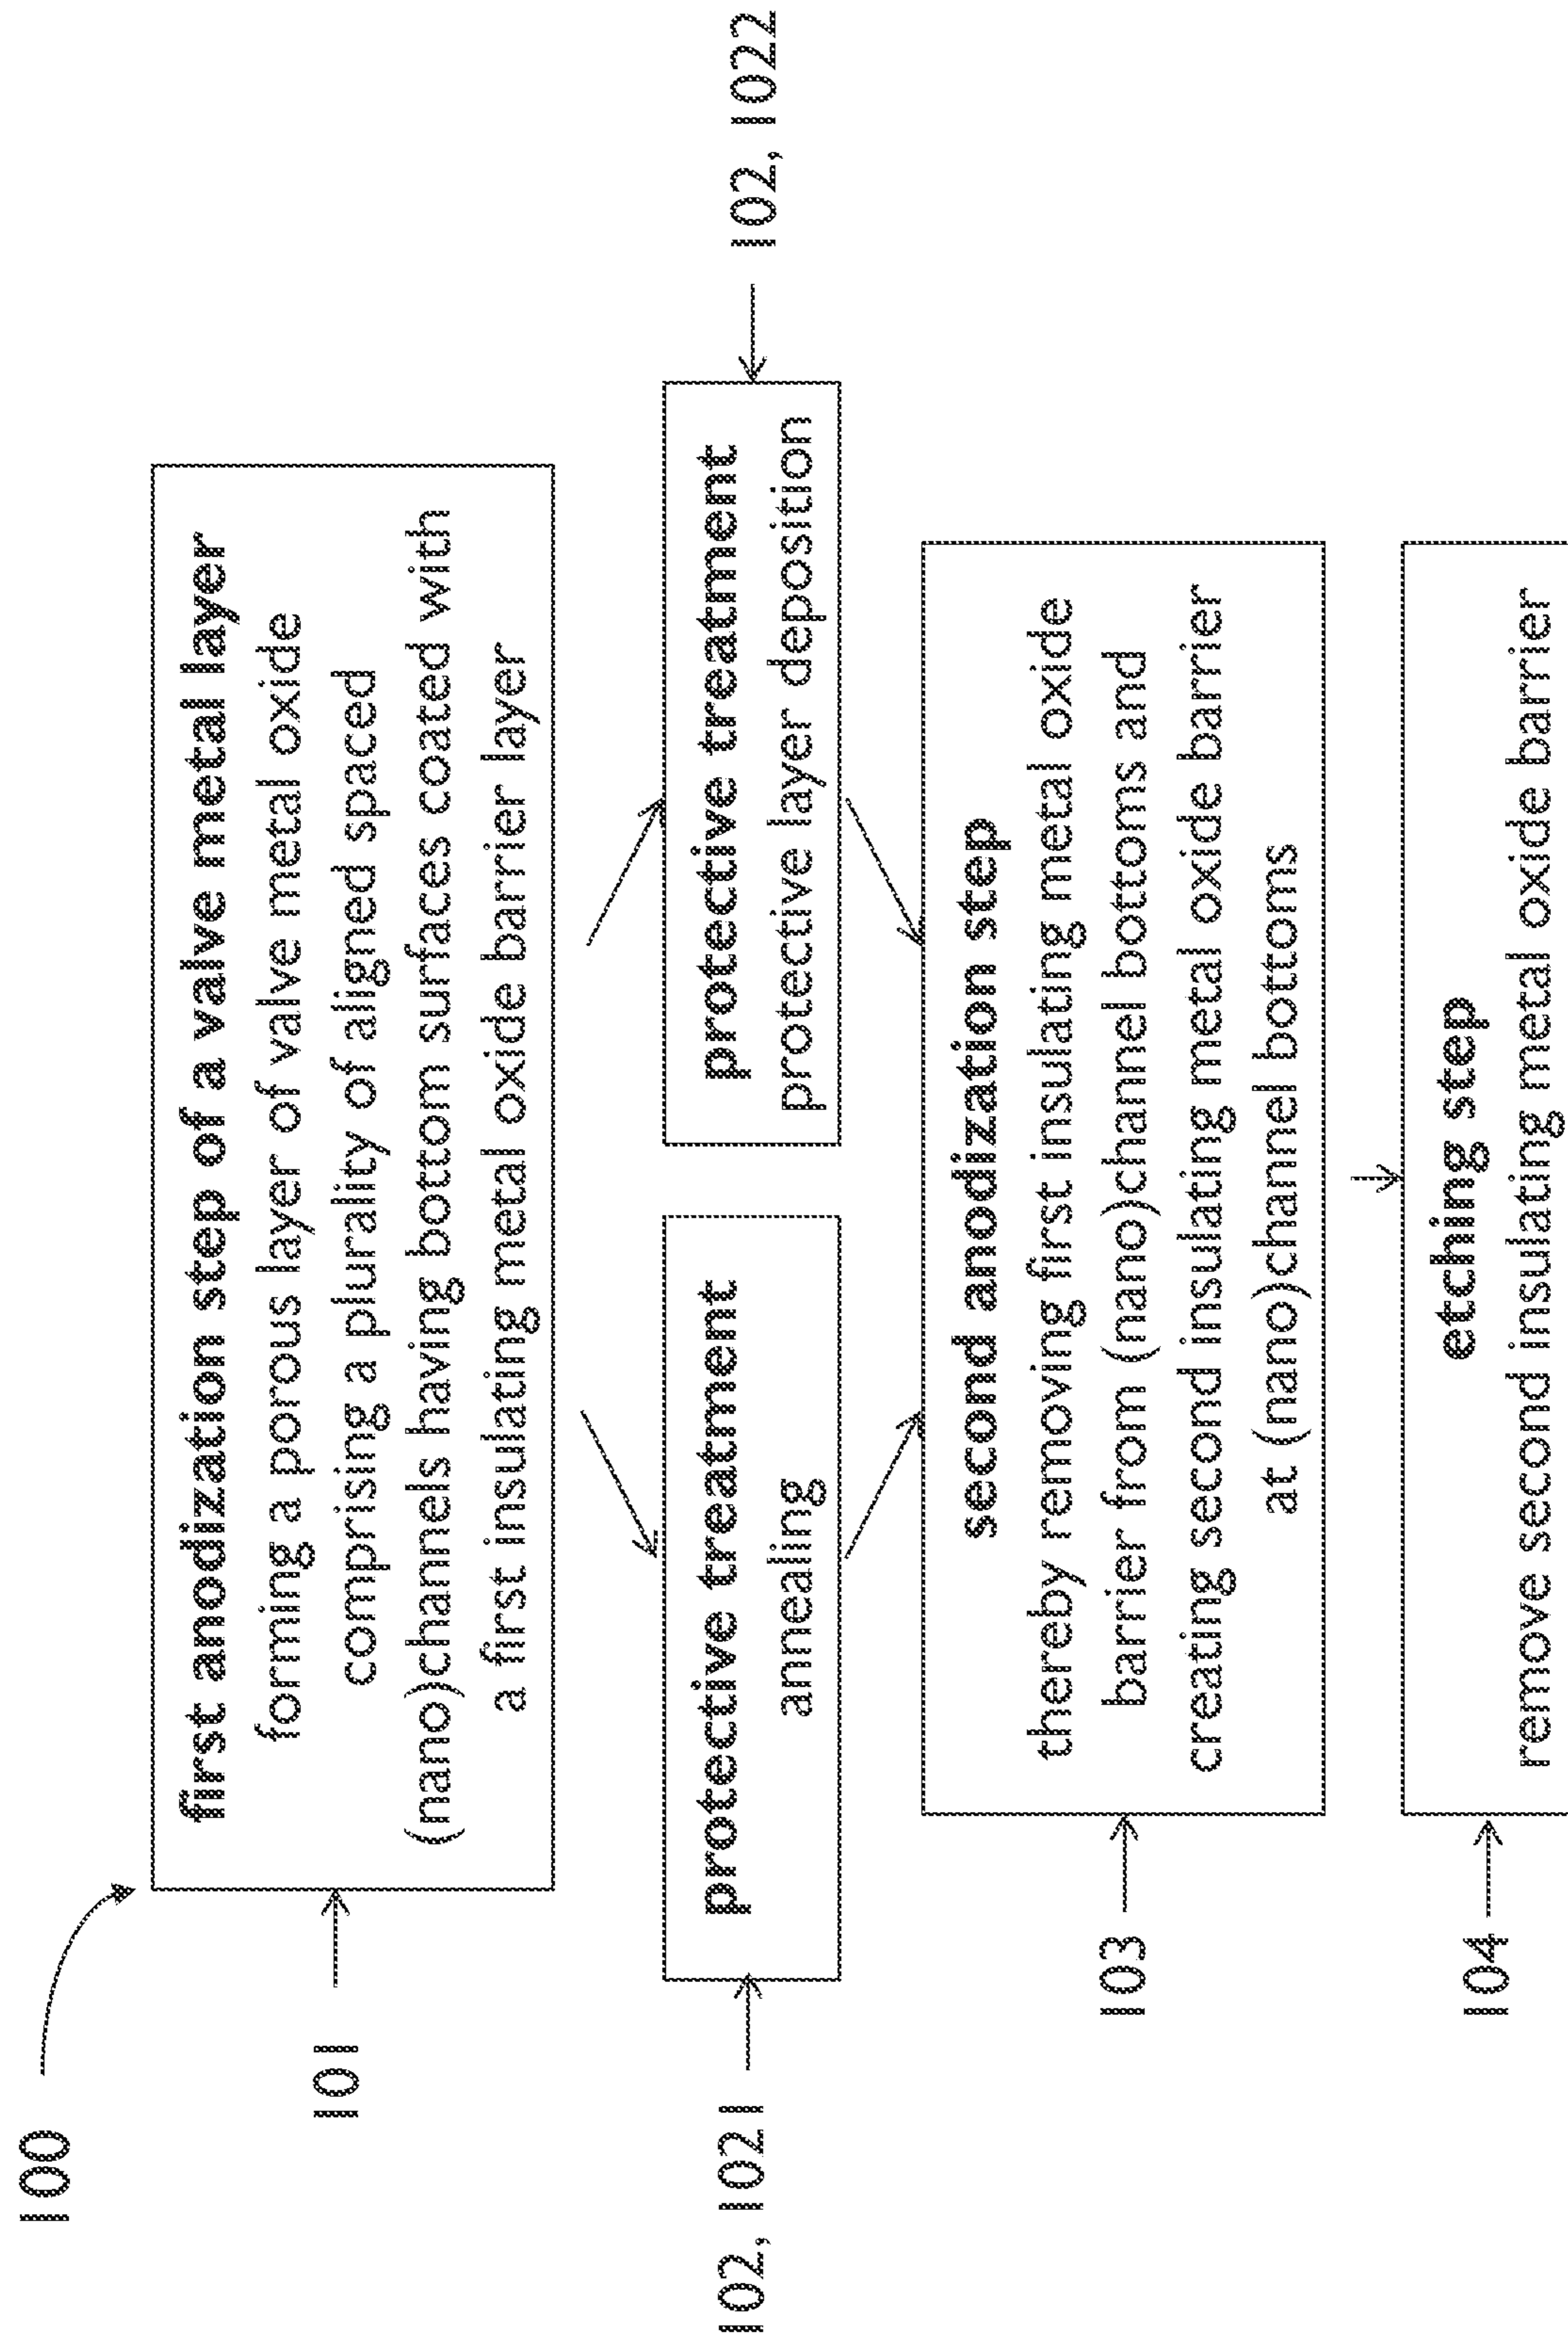 100
101
first anodization step of a valve metal layer
forming a porous layer of valve metal oxide
comprising a plurality of aligned spaced
(nano)channels having bottom surfaces coated with
a first insulating metal oxide barrier layer
102, 1021
protective treatment
annealing
protective treatment
protective layer deposition
102, 1022
103
second anodization step
thereby removing first insulating metal oxide
barrier from (nano)channel bottoms and
creating second insulating metal oxide barrier
at (nano)channel bottoms
104
etching step
remove second insulating metal oxide barrier